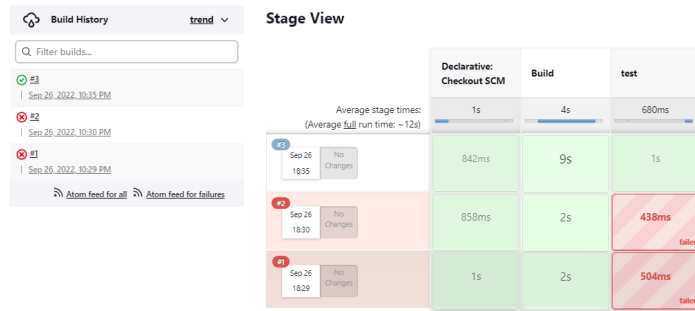 Build History trend
Filter builds...
#3
Sep 26, 2022, 10:35 PM
#2
Sep 26, 2022, 10:30 PM
#1
Sep 26, 2022, 10:29 PM
Atom feed for all Atom feed for failures
Stage View
Declarative: Checkout SCM
Build
test
Average stage times:
(Average full run time: ~12s)
1s
4s
680ms
#3
Sep 26
18:35
No
Changes
842ms
9s
1s
#2
Sep 26
18:30
No
Changes
858ms
2s
438ms
failed
#1
Sep 26
18:29
No
Changes
1s
2s
504ms
failed